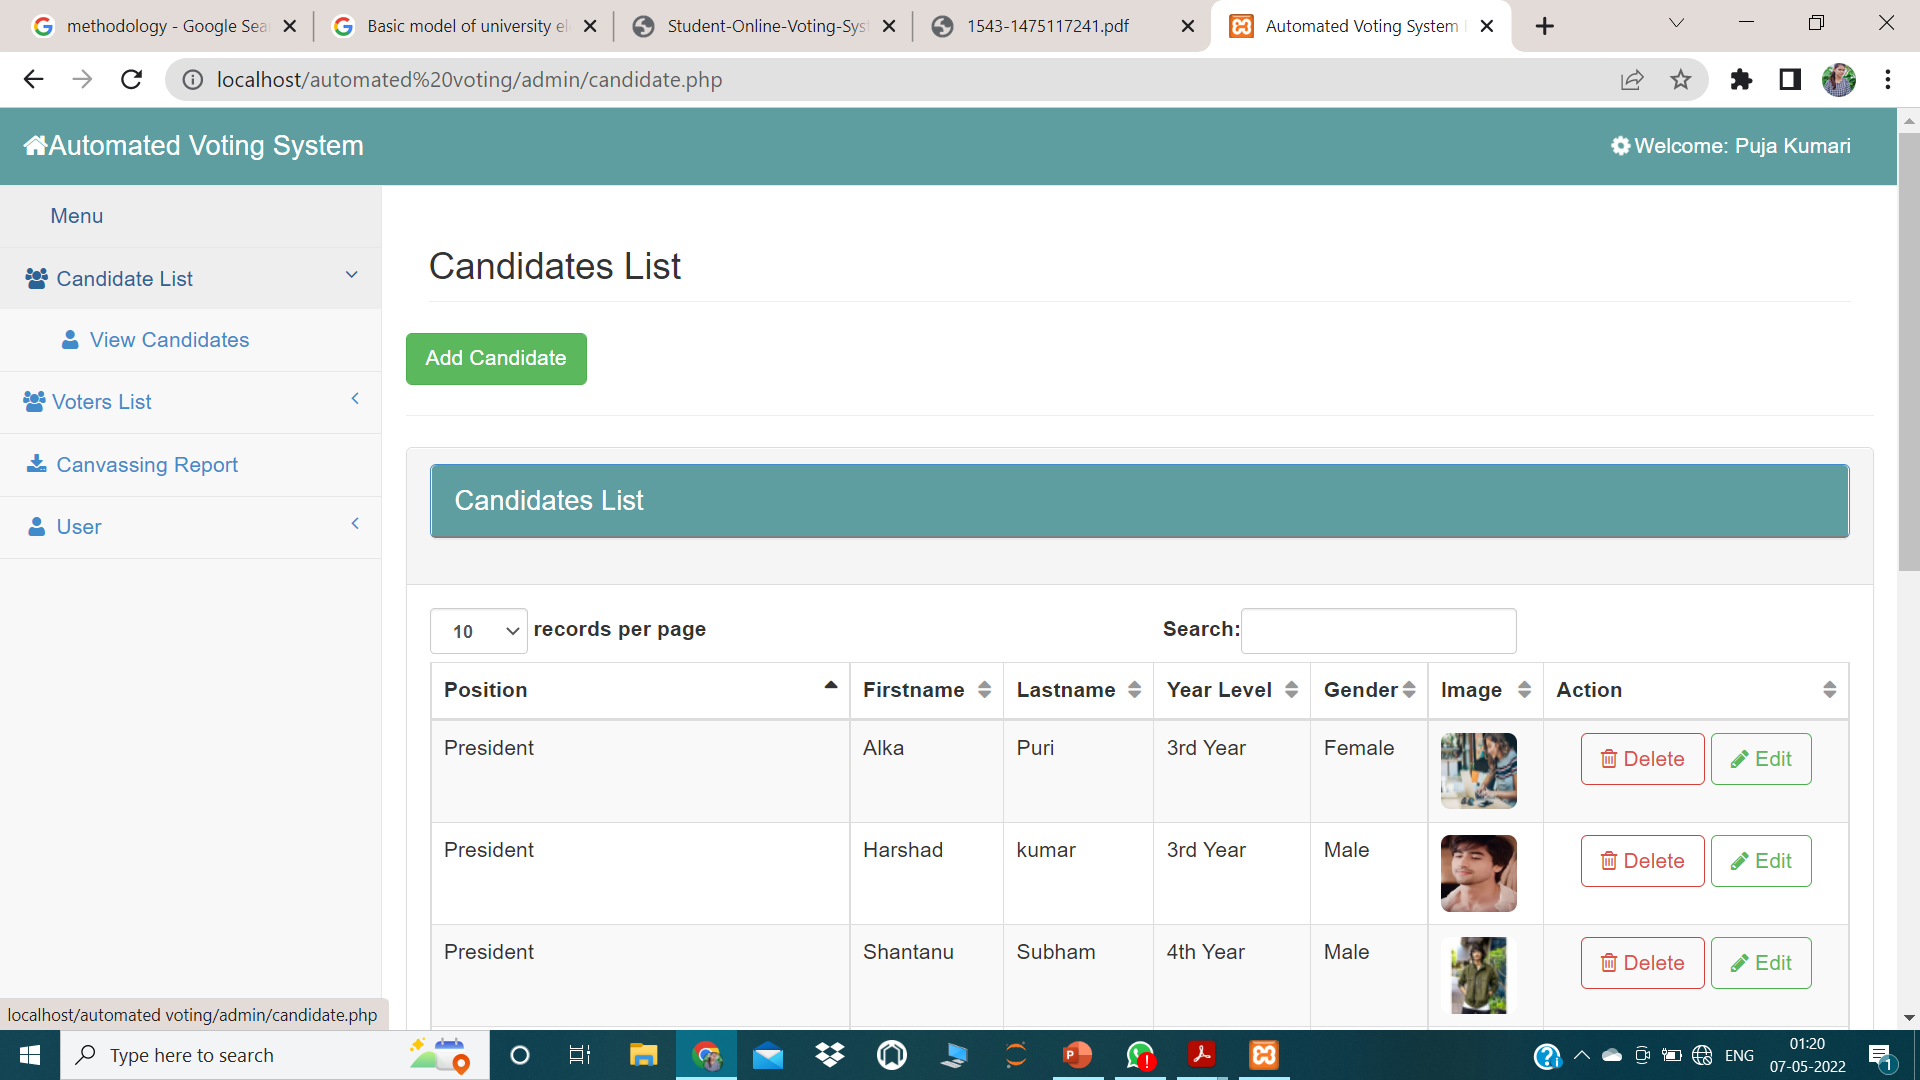 methodology - Google Sea
Basic model of university el
Student-Online-Voting-Syst
1543-1475117241.pdf
Automated Voting System
localhost/automated%20voting/admin/candidate.php
Automated Voting System
Welcome: Puja Kumari
Menu
Candidate List
View Candidates
Voters List
Canvassing Report
User
Candidates List
Add Candidate
Candidates List
10 records per page
Search:
Position Firstname Lastname Year Level Gender Image Action
President Alka Puri 3rd Year Female Delete Edit
President Harshad kumar 3rd Year Male Delete Edit
President Shantanu Subham 4th Year Male Delete Edit
localhost/automated voting/admin/candidate.php
Type here to search
ENG
01:20
07-05-2022
1